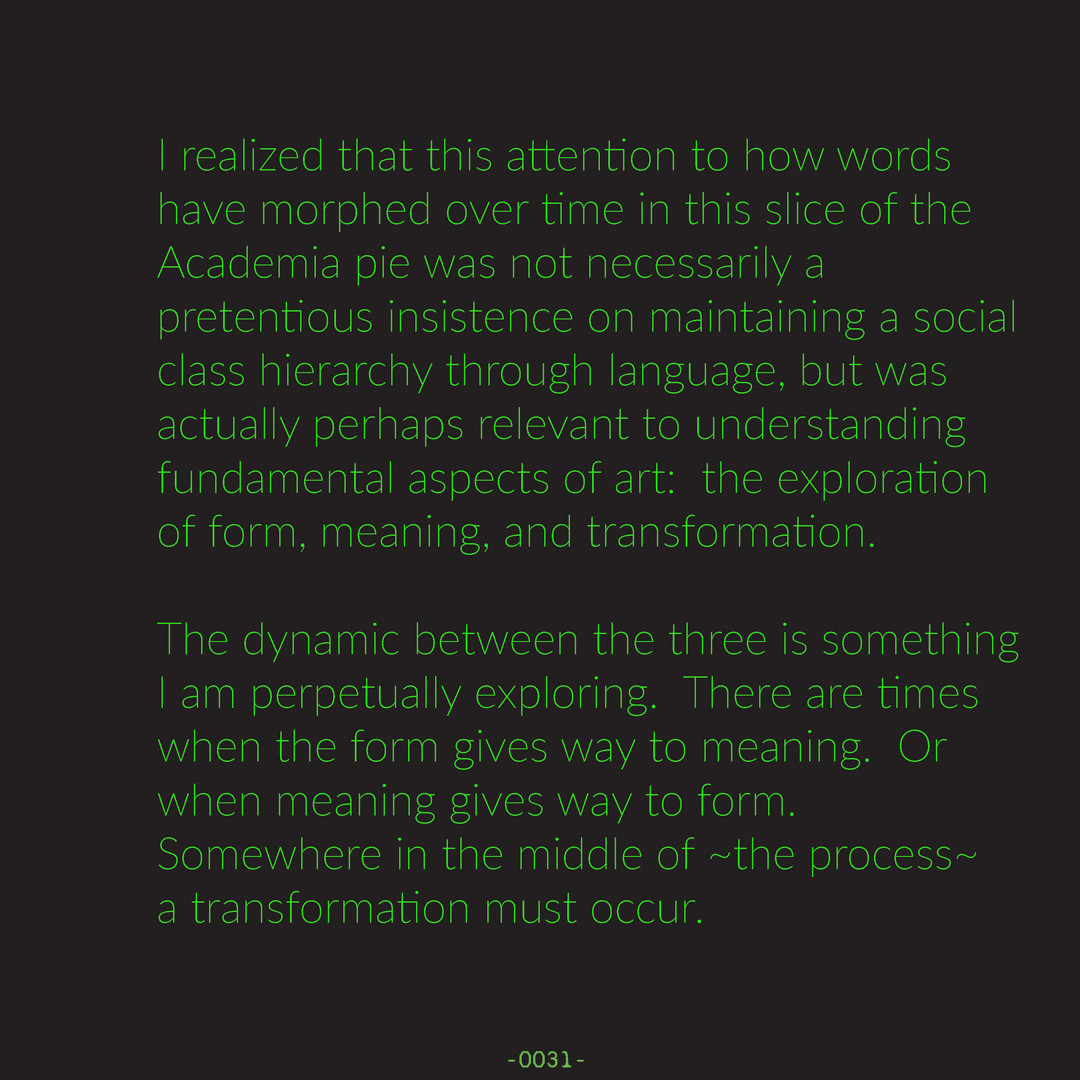 I realized that this attention to how words
have morphed over time in this slice of the
Academia pie was not necessarily a
pretentious insistence on maintaining a social
class hierarchy through language, but was
actually perhaps relevant to understanding
fundamental aspects of art:  the exploration
of form, meaning, and transformation.
The dynamic between the three is something
I am perpetually exploring.  There are times
when the form gives way to meaning.  Or
when meaning gives way to form.
Somewhere in the middle of ~the process~
a transformation must occur.
-0031-